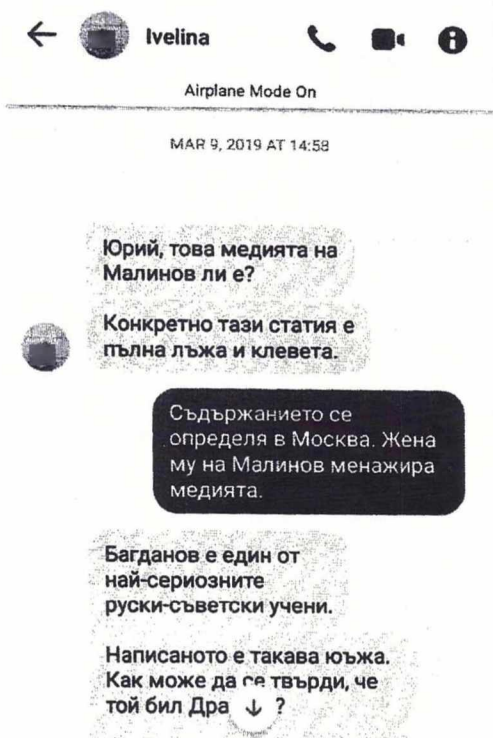 Ivelina
Airplane Mode On
MAR 9, 2019 AT 14:58
Юрий, това медията на
Малинов ли е?
Конкретно тази статия е
пълна лъжа и клевета.
Съдържанието се
определя в Москва. Жена
му на Малинов менажира
медията.
Багданов е един от
най-сериозните
руски-съветски учени.
Написаното е такава юъжа.
Как може да се твърди, че
той бил Дра ?